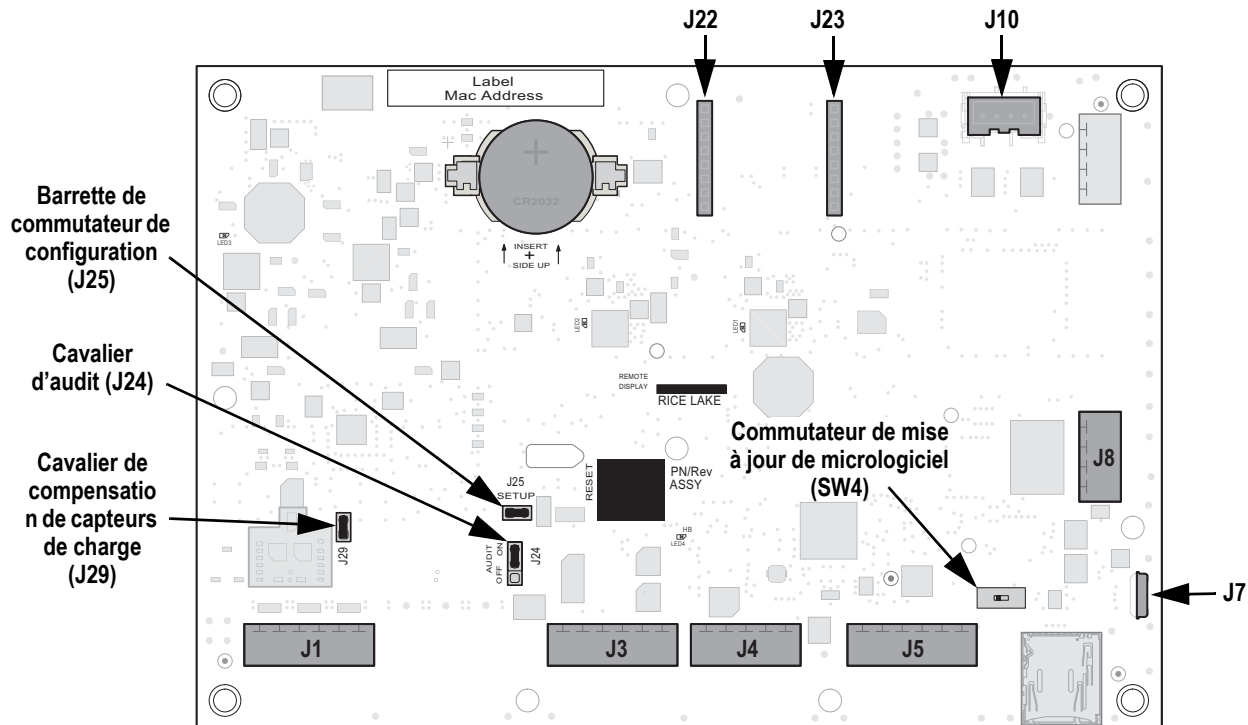 J22
J23
J10
Label
Mac Address
CR2032
INSERT
+
SIDE UP
LED3
Barrette de
commutateur de
configuration
(J25)
LED2
LED1
REMOTE
DISPLAY
RICE LAKE
Cavalier
d'audit (J24)
Commutateur de mise
à jour de micrologiciel
(SW4)
J8
Cavalier de
compensatio
n de capteurs
de charge
(J29)
J25
SETUP
RESET
PN/Rev
ASSY
HB
LED4
J29
AUDIT
OFF ON
J24
J7
J1
J3
J4
J5